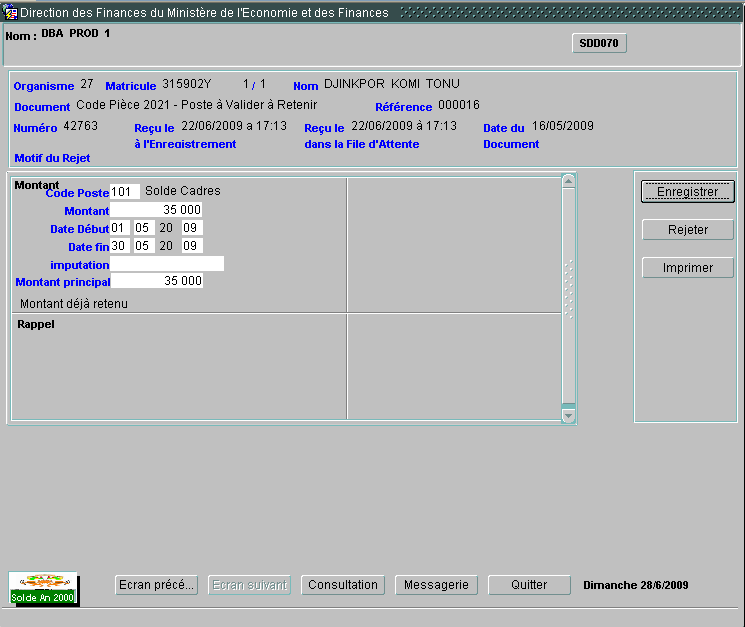 Direction des Finances du Ministère de l'Economie et des Finances
Nom : DBA PROD 1
SDD070
Organisme 27 Matricule 315902Y 1 / 1 Nom DJINKPOR KOMI TONU
Document Code Pièce 2021 - Poste à Valider à Retenir Référence 000016
Numéro 42763 Reçu le 22/06/2009 à 17:13 Reçu le 22/06/2009 à 17:13 Date du 16/05/2009
à l'Enregistrement dans la File d'Attente Document
Motif du Rejet
Montant
Code Poste 101 Solde Cadres
Montant 35 000
Date Début 01 05 20 09
Date fin 30 05 20 09
imputation
Montant principal 35 000
Montant déjà retenu
Rappel
Enregistrer
Rejeter
Imprimer
Solde An 2000
Ecran précé... Ecran suivant Consultation Messagerie Quitter Dimanche 28/6/2009